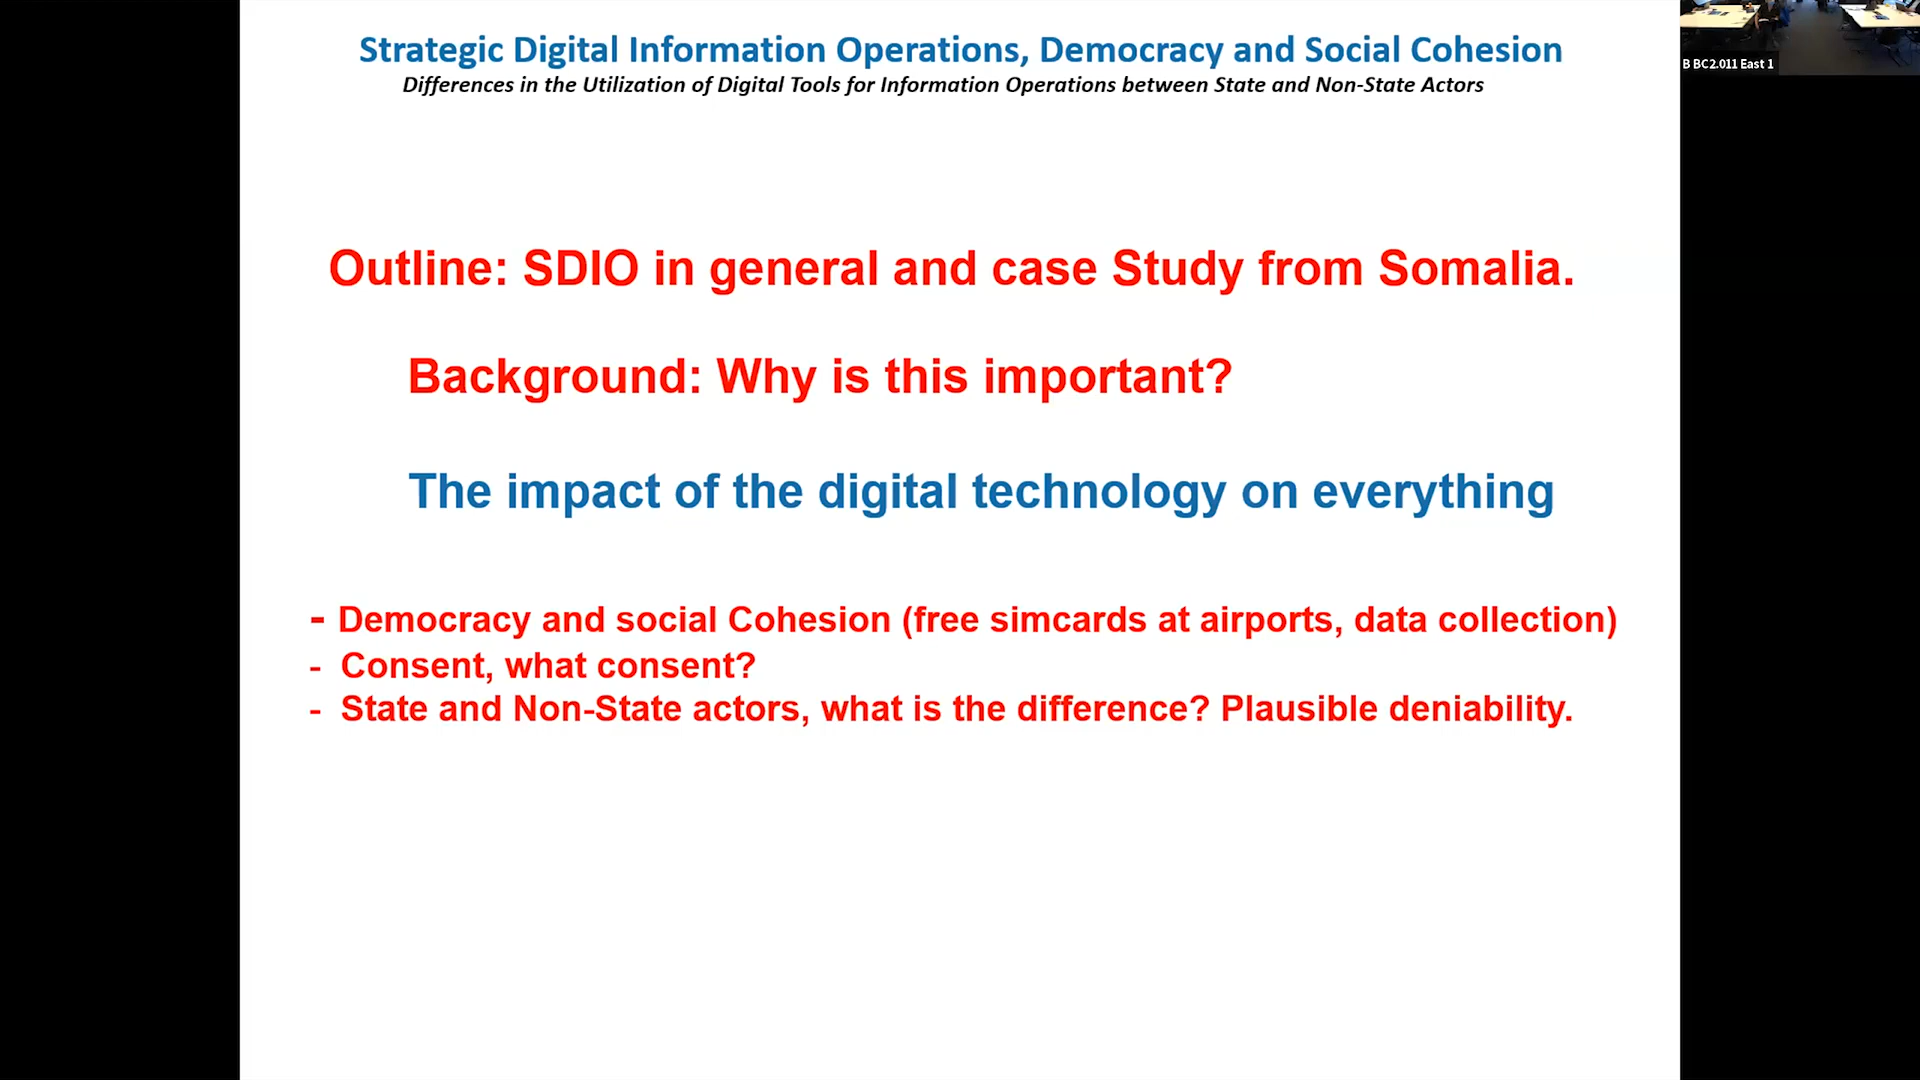 Strategic Digital Information Operations, Democracy and Social Cohesion
Differences in the Utilization of Digital Tools for Information Operations between State and Non-State Actors
B BC2.011 East 1
Outline: SDIO in general and case Study from Somalia.
Background: Why is this important?
The impact of the digital technology on everything
- Democracy and social Cohesion (free simcards at airports, data collection)
- Consent, what consent?
- State and Non-State actors, what is the difference? Plausible deniability.